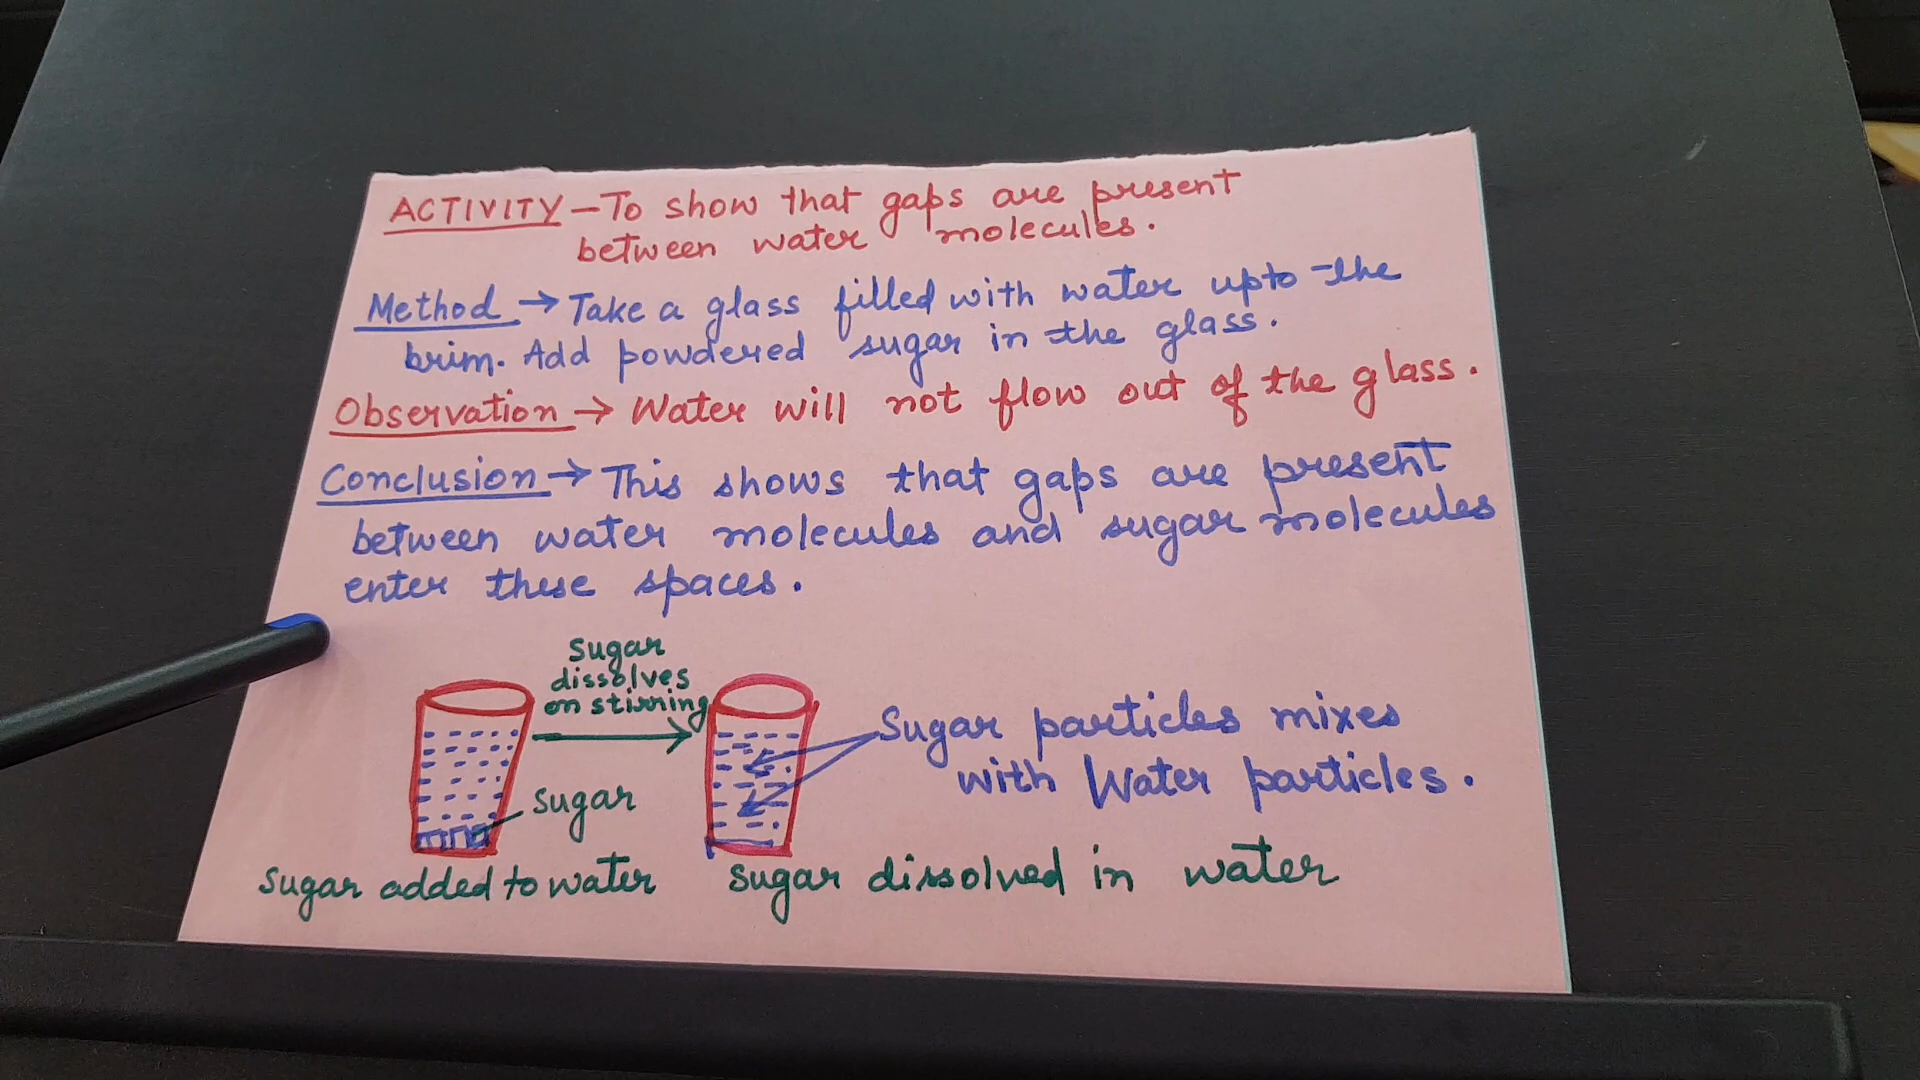 ACTIVITY - To show that gaps are present
between water molecules.
Method → Take a glass filled with water upto the
brim. Add powdered sugar in the glass.
Observation → Water will not flow out of the glass.
Conclusion → This shows that gaps are present
between water molecules and sugar molecules
enter these spaces.
Sugar
dissolves
on stirring
Sugar particles mixes
with Water particles.
Sugar
Sugar added to water
Sugar dissolved in water